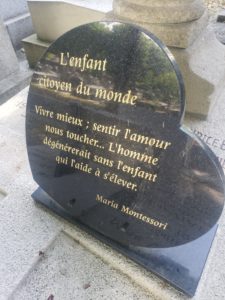 L'enfant
citoyen du monde
Vivre mieux ; sentir l'amour
nous toucher... L'homme
dégénérerait sans l'enfant
qui l'aide à s'élever.
Maria Montessori